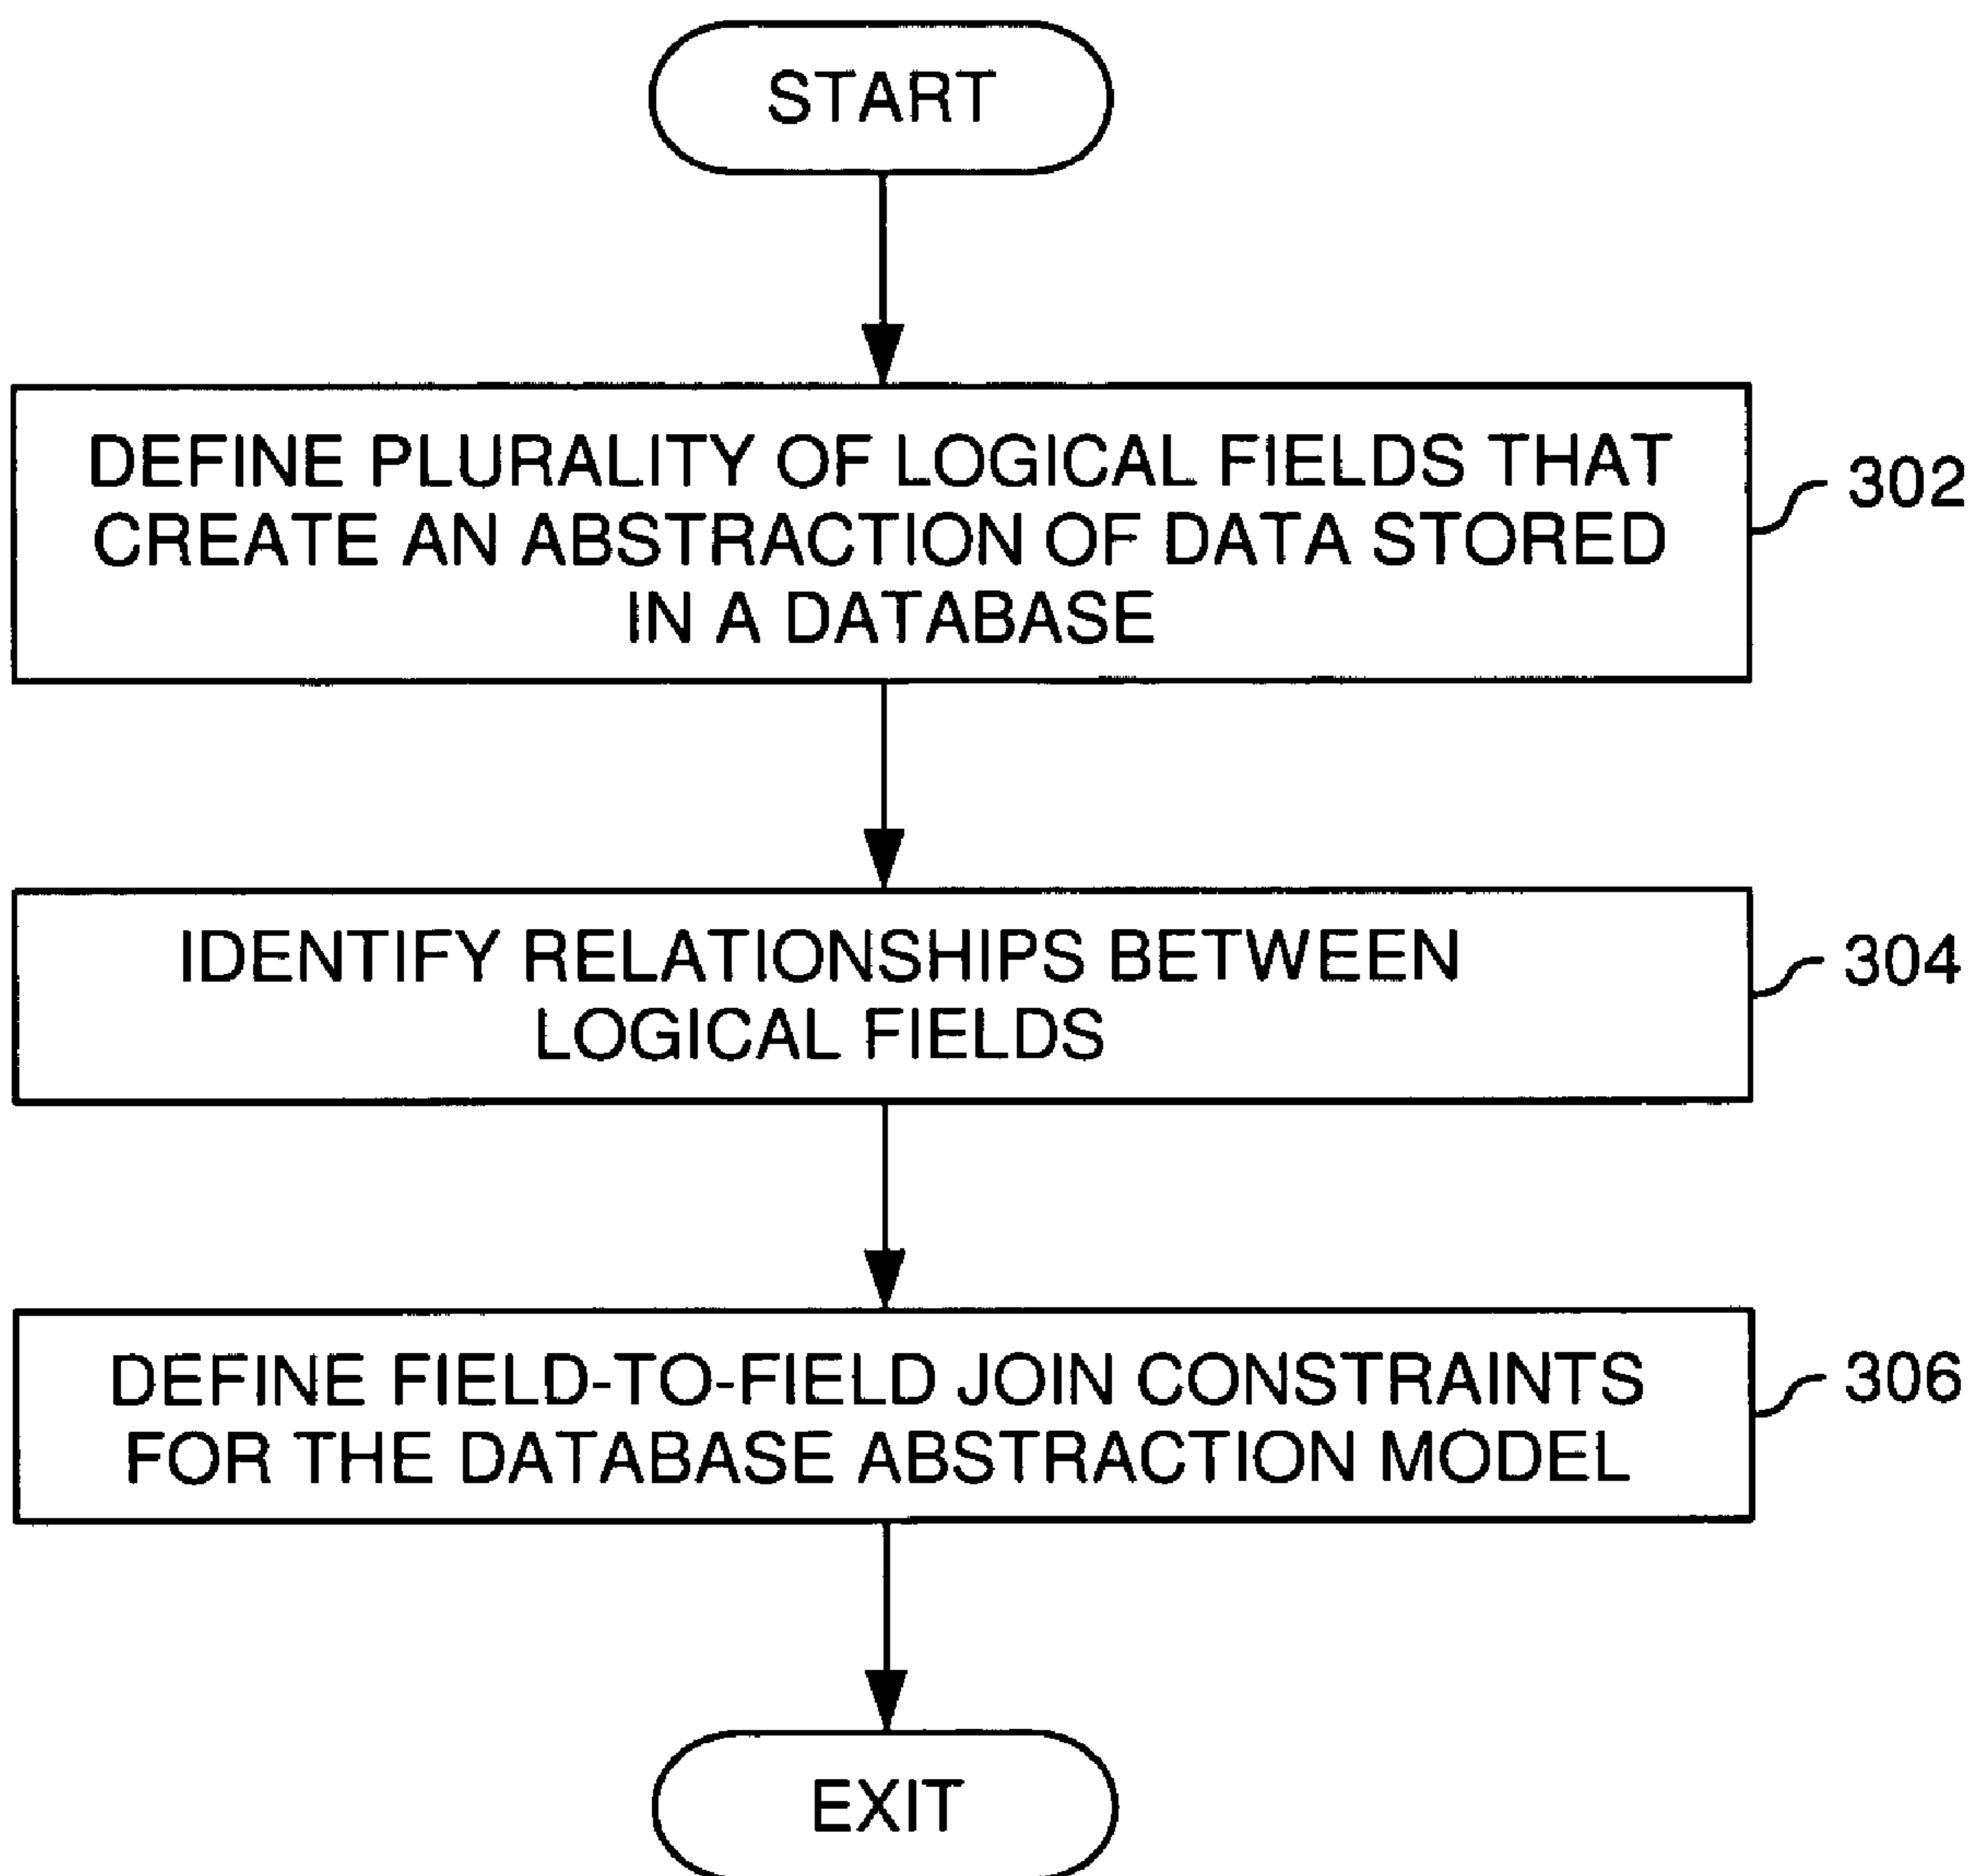 START
DEFINE PLURALITY OF LOGICAL FIELDS THAT
CREATE AN ABSTRACTION OF DATA STORED
IN A DATABASE
302
IDENTIFY RELATIONSHIPS BETWEEN
LOGICAL FIELDS
304
DEFINE FIELD-TO-FIELD JOIN CONSTRAINTS
FOR THE DATABASE ABSTRACTION MODEL
306
EXIT